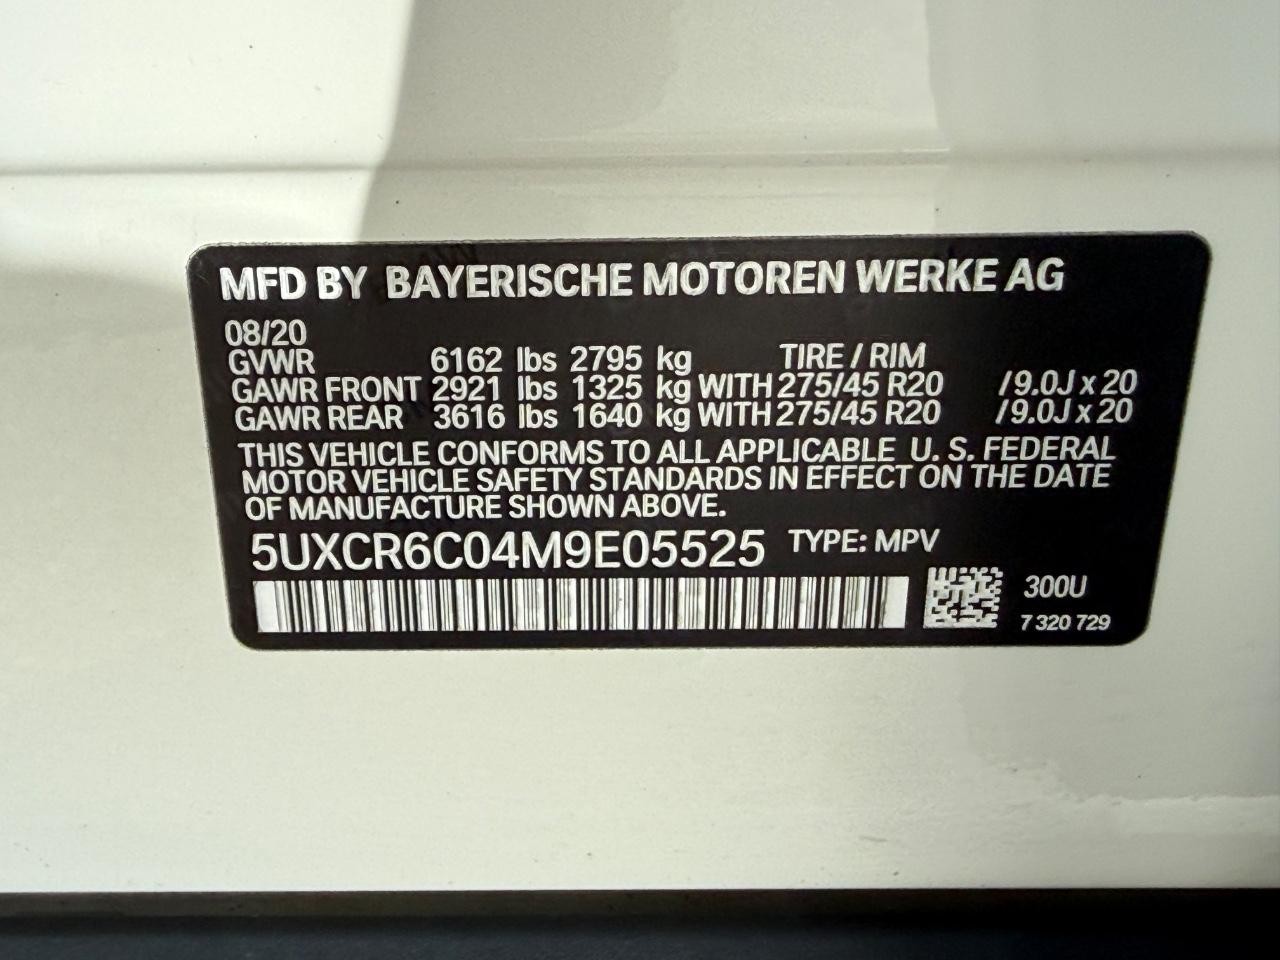 MFD BY BAYERISCHE MOTOREN WERKE AG
08/20
GVWR 6162 lbs 2795 kg TIRE / RIM
GAWR FRONT 2921 lbs 1325 kg WITH 275/45 R20 /9.0J x 20
GAWR REAR 3616 lbs 1640 kg WITH 275/45 R20 /9.0J x 20
THIS VEHICLE CONFORMS TO ALL APPLICABLE U. S. FEDERAL
MOTOR VEHICLE SAFETY STANDARDS IN EFFECT ON THE DATE
OF MANUFACTURE SHOWN ABOVE.
5UXCR6C04M9E05525 TYPE: MPV
300U
7 320 729